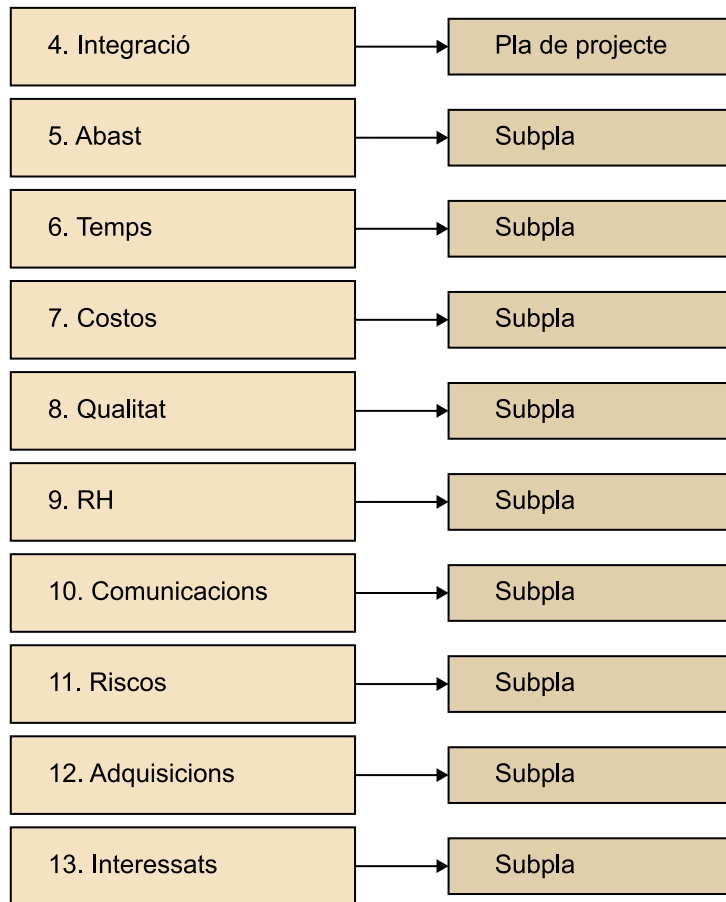 4. Integració
Pla de projecte
5. Abast
Subpla
6. Temps
Subpla
7. Costos
Subpla
8. Qualitat
Subpla
9. RH
Subpla
10. Comunicacions
Subpla
11. Riscos
Subpla
12. Adquisicions
Subpla
13. Interessats
Subpla